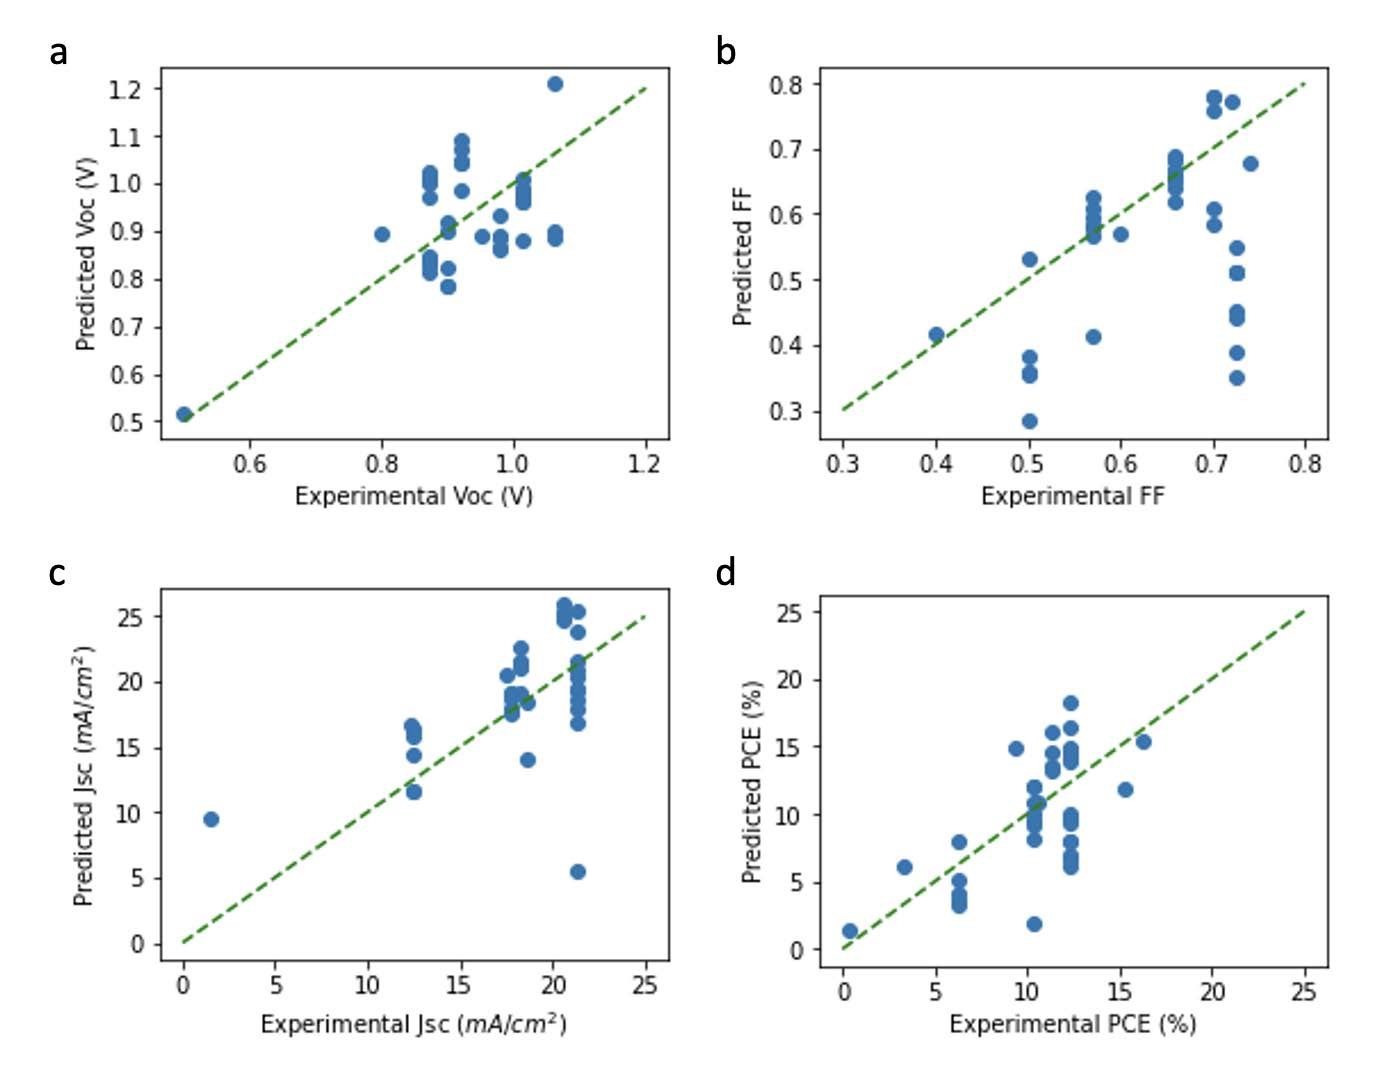 a
1.2
1.1
1.0
0.9
0.8
0.7
0.6
0.5
Predicted Voc (V)
0.6 0.8 1.0 1.2
Experimental Voc (V)
b
0.8
0.7
0.6
0.5
0.4
0.3
Predicted FF
0.3 0.4 0.5 0.6 0.7 0.8
Experimental FF
c
25
20
15
10
5
0
Predicted Jsc (mA/cm²)
0 5 10 15 20 25
Experimental Jsc (mA/cm²)
d
25
20
15
10
5
0
Predicted PCE (%)
0 5 10 15 20 25
Experimental PCE (%)